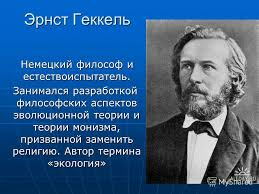 Эрнст Геккель
Немецкий философ и
естествоиспытатель.
Занимался разработкой
философских аспектов
эволюционной теории и
теории монизма,
призванной заменить
религию. Автор термина
«экология»
MyShared